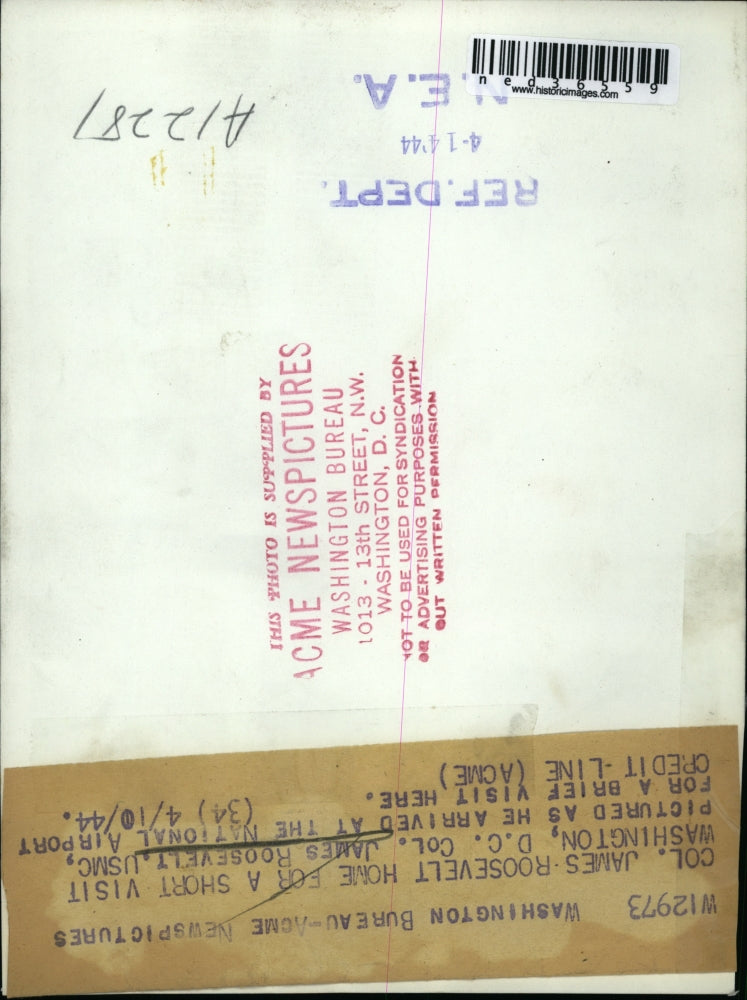 ned36559
www.historicimages.com
N.E.A.
4-14'44
REF. DEPT.
A12281
THIS PHOTO IS SUPPLIED BY
ACME NEWSPICTURES
WASHINGTON BUREAU
1013 - 13th STREET, N.W.
WASHINGTON, D. C.
NOT TO BE USED FOR SYNDICATION
OR ADVERTISING PURPOSES WITH-
OUT WRITTEN PERMISSION
W12973 WASHINGTON BUREAU-ACME NEWSPICTURES
COL. JAMES ROOSEVELT HOME FOR A SHORT VISIT
WASHINGTON, D.C. COL. JAMES ROOSEVELT, USMC,
PICTURED AS HE ARRIVED AT THE NATIONAL AIRPORT
FOR A BRIEF VISIT HERE.
CREDIT-LINE (ACME) (34) 4/10/44.